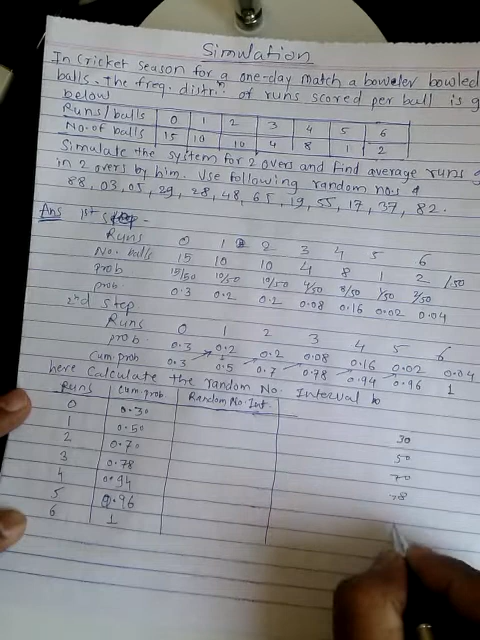 Simulation
In Cricket season for a one-day match a boweler bowled
balls. The freq. distrn of runs scored per ball is g
below
Runs/balls 0 1 2 3 4 5 6
No. of balls 15 10 10 4 8 1 2
Simulate the system for 2 overs and find average runs g
in 2 overs by him. Use following random no.s
88, 03, 05, 29, 28, 48, 65, 19, 55, 17, 37, 82.
Ans 1st step -
Runs 0 1 2 3 4 5 6
No. balls 15 10 10 4 8 1 2 /50
prob 15/50 10/50 10/50 4/50 8/50 1/50 2/50
prob. 0.3 0.2 0.2 0.08 0.16 0.02 0.04
2nd step
Runs 0 1 2 3 4 5 6
prob. 0.3 0.2 0.2 0.08 0.16 0.02 0.04
Cum.prob 0.3 0.5 0.7 0.78 0.94 0.96 1
here Calculate the random No. Interval to
Runs Cum.prob. Random No. Int.
0 0.30
1 0.50 30
2 0.70 50
3 0.78 70
4 0.94 78
5 0.96
6 1